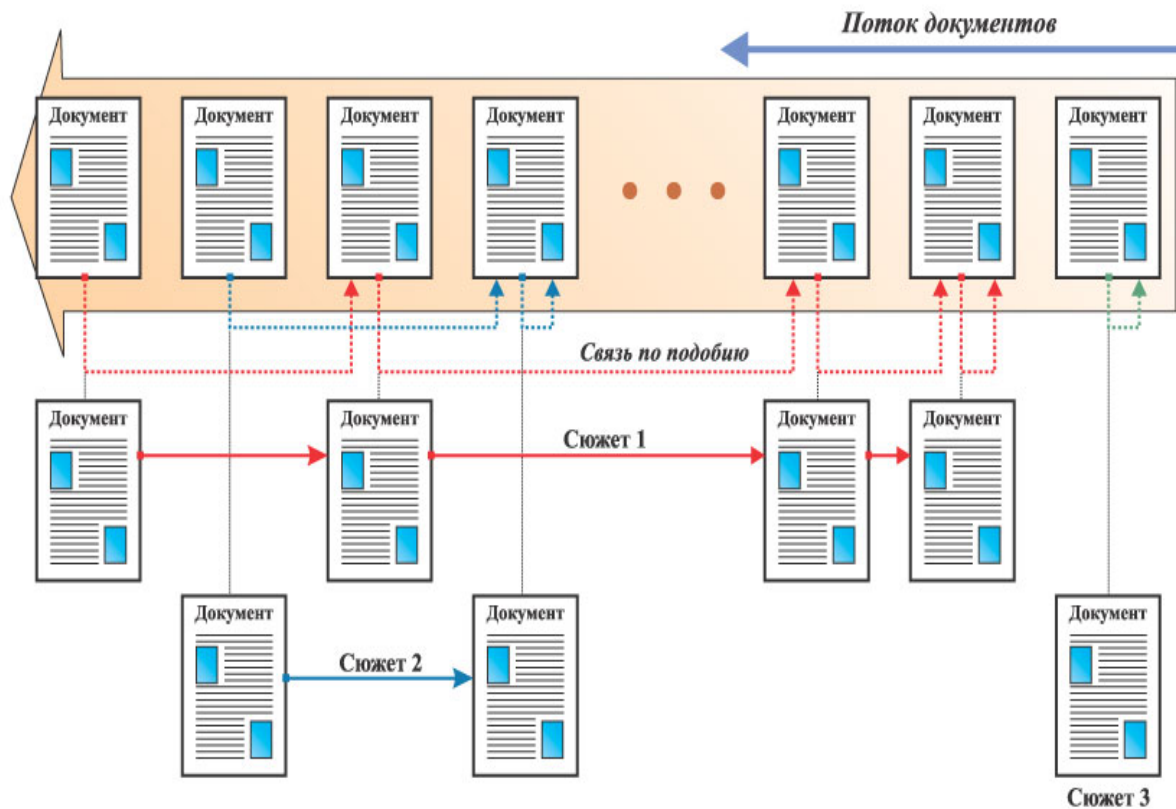 Поток документов
Документ
Документ
Документ
Документ
Документ
Документ
Документ
Связь по подобию
Документ
Документ
Документ
Документ
Сюжет 1
Документ
Документ
Документ
Сюжет 2
Сюжет 3